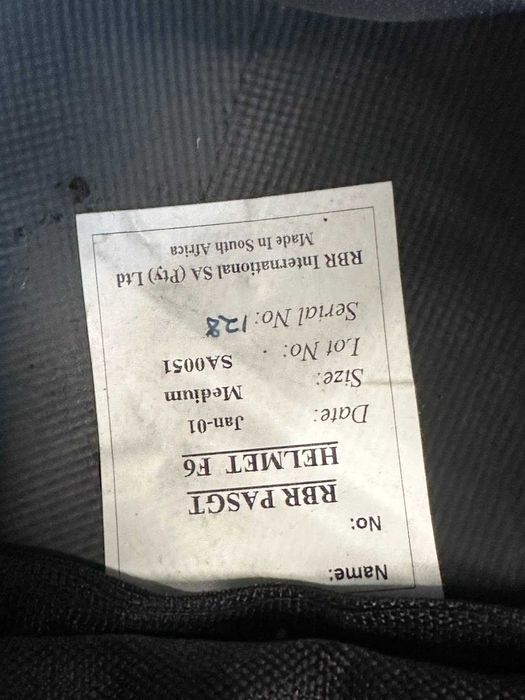 Name:
No:
RBR PASGT
HELMET F6
Date: Jan-01
Size: Medium
Lot No: SA0051
Serial No: 128
RBR International SA (Pty) Ltd
Made In South Africa